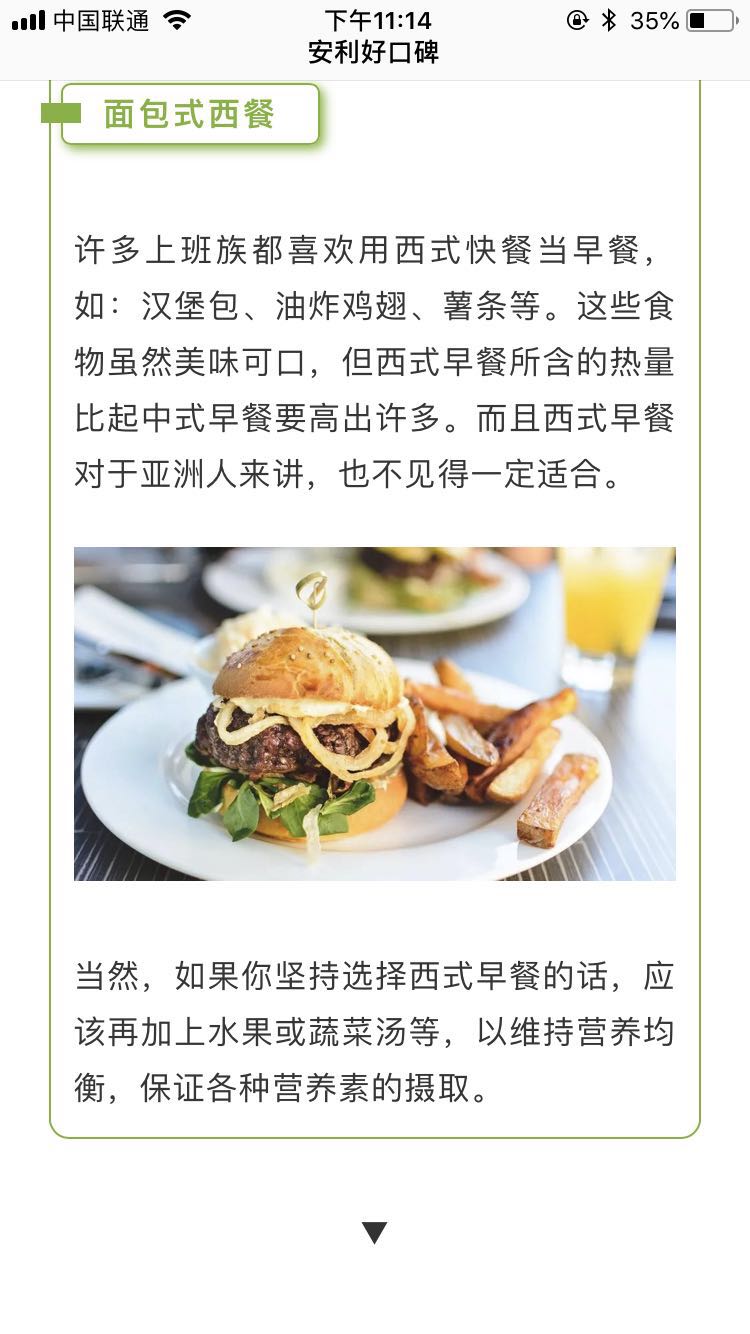 中国联通 下午11:14 35%
安利好口碑
面包式西餐
许多上班族都喜欢用西式快餐当早餐，
如：汉堡包、油炸鸡翅、薯条等。这些食
物虽然美味可口，但西式早餐所含的热量
比起中式早餐要高出许多。而且西式早餐
对于亚洲人来讲，也不见得一定适合。
当然，如果你坚持选择西式早餐的话，应
该再加上水果或蔬菜汤等，以维持营养均
衡，保证各种营养素的摄取。